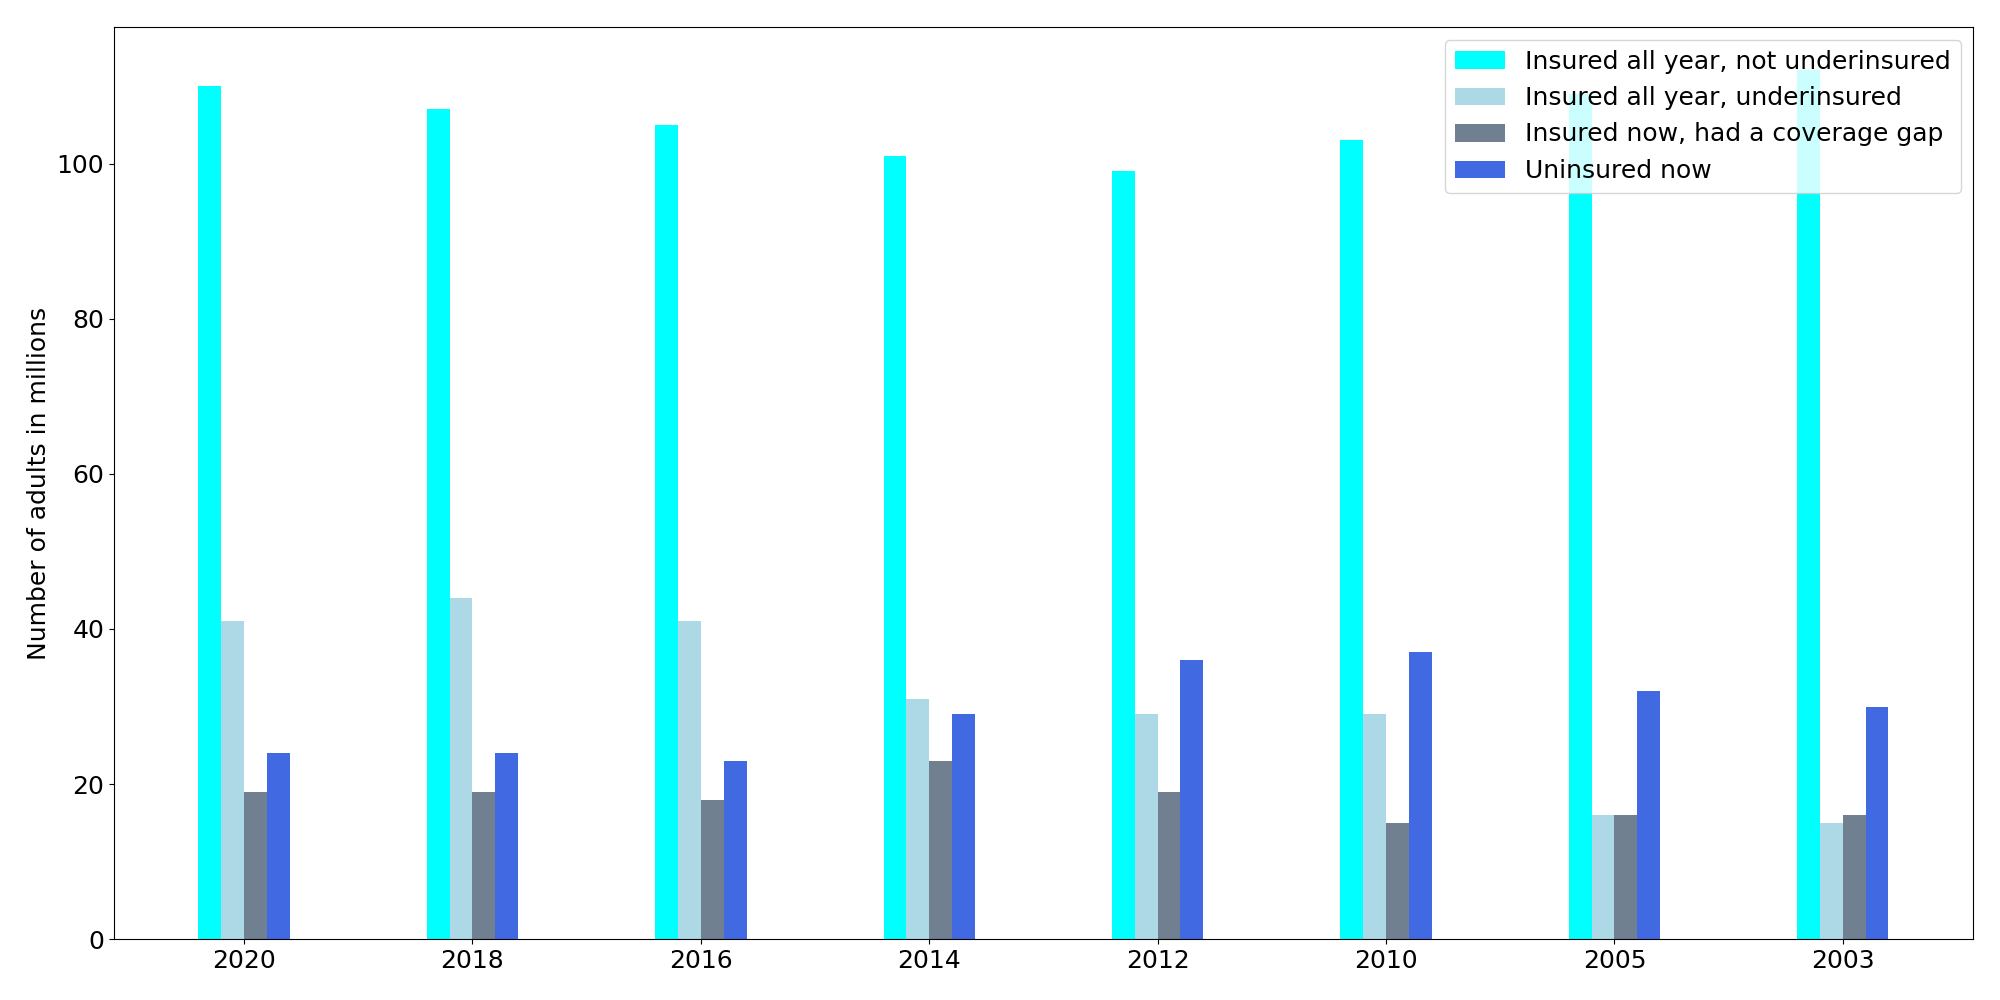 Insured all year, not underinsured
Insured all year, underinsured
Insured now, had a coverage gap
Uninsured now
Number of adults in millions
100
80
60
40
20
0
2020 2018 2016 2014 2012 2010 2005 2003